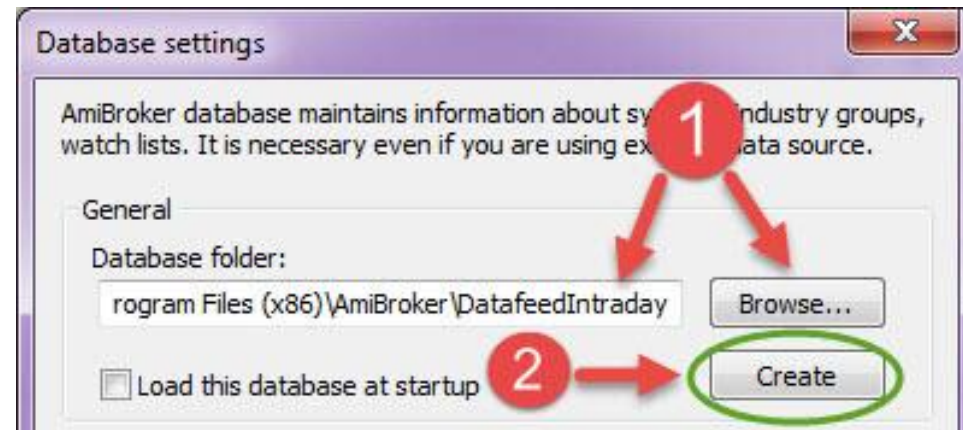 Database settings
X
AmiBroker database maintains information about sy 1 ndustry groups,
watch lists. It is necessary even if you are using ex ata source.
General
Database folder:
rogram Files (x86)\AmiBroker\DatafeedIntraday Browse...
Load this database at startup 2 Create